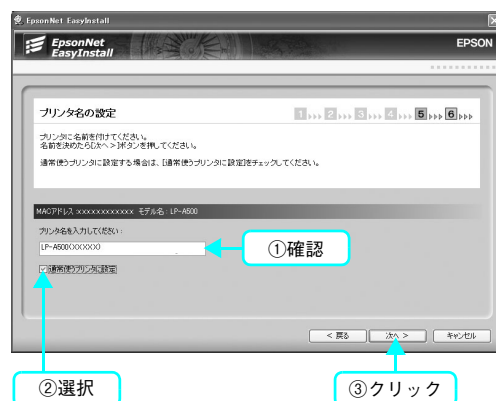 EpsonNet EasyInstall
EpsonNet
EasyInstall
EPSON
プリンタ名の設定
1 2 3 4 5 6
プリンタに名前を付けてください。
名前を決めたら[次へ >]ボタンを押してください。
通常使うプリンタに設定する場合は、[通常使うプリンタに設定]をチェックしてください。
MACアドレス:xxxxxxxxxxxx モデル名:LP-A500
プリンタ名を入力してください:
LP-A500(XXXXXX)
①確認
通常使うプリンタに設定
< 戻る
次へ >
キャンセル
②選択
③クリック